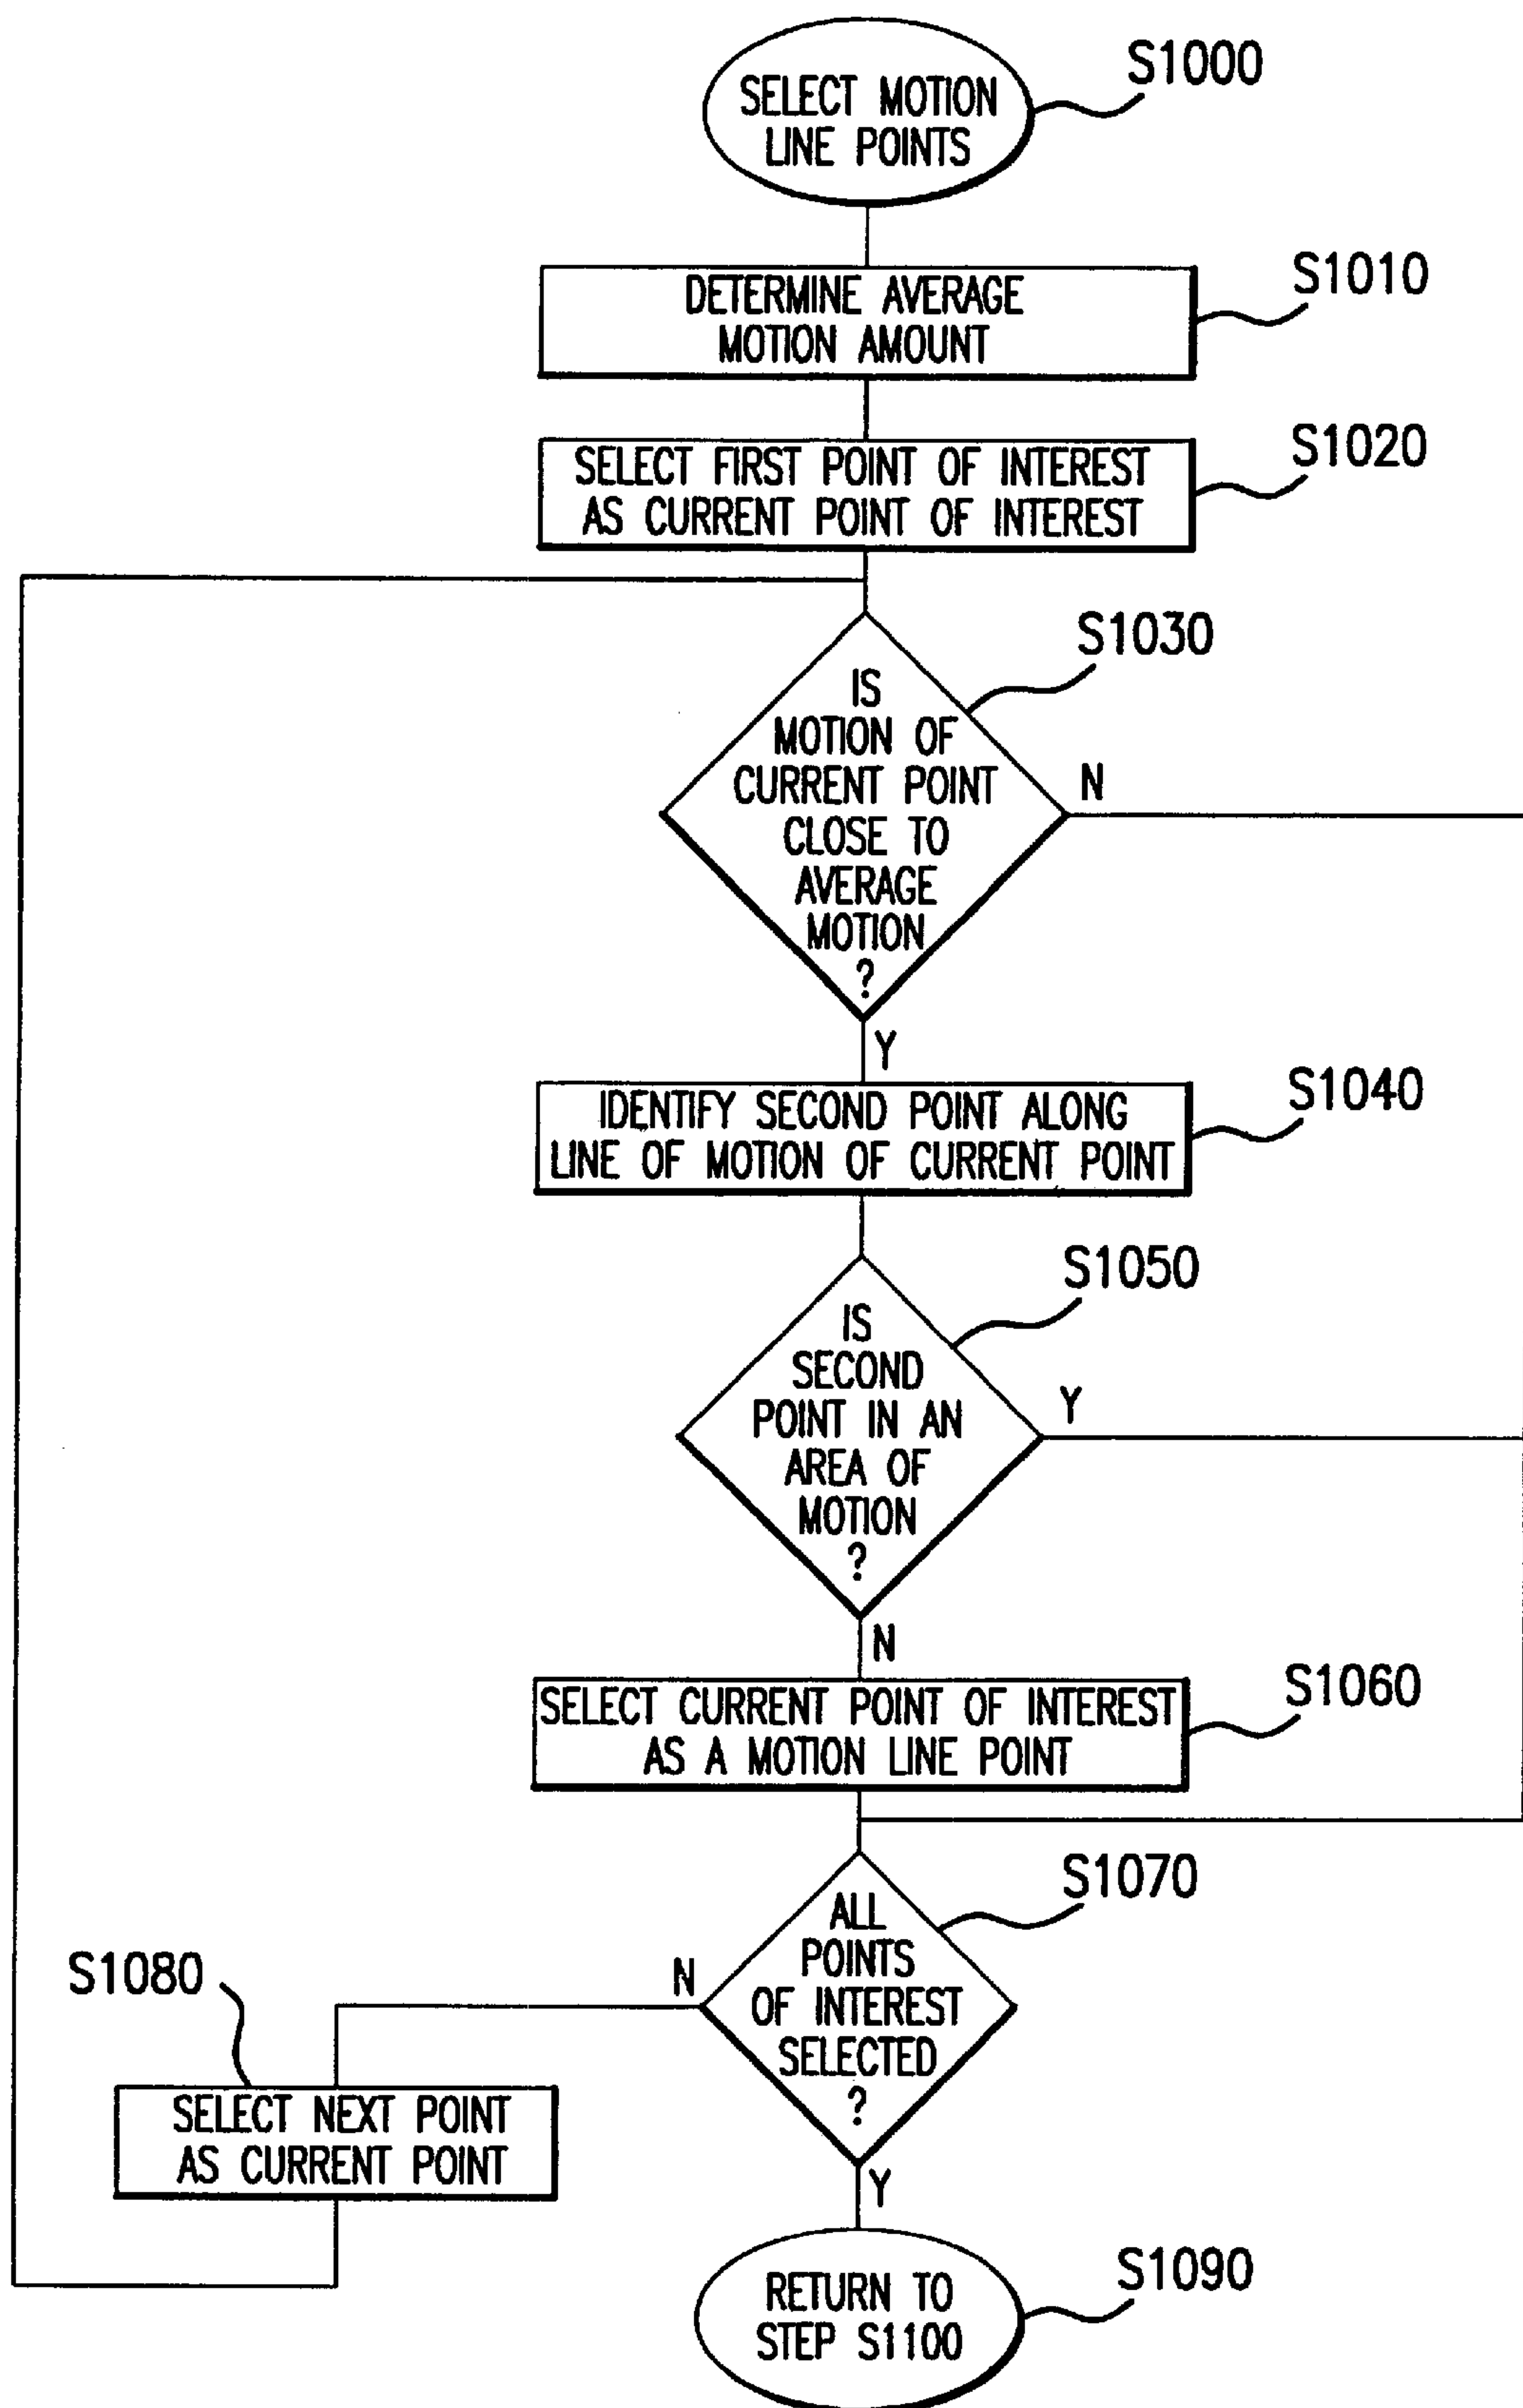 SELECT MOTION
LINE POINTS
S1000
DETERMINE AVERAGE
MOTION AMOUNT
S1010
SELECT FIRST POINT OF INTEREST
AS CURRENT POINT OF INTEREST
S1020
IS
MOTION OF
CURRENT POINT
CLOSE TO
AVERAGE
MOTION
?
S1030
N
Y
IDENTIFY SECOND POINT ALONG
LINE OF MOTION OF CURRENT POINT
S1040
IS
SECOND
POINT IN AN
AREA OF
MOTION
?
S1050
Y
N
SELECT CURRENT POINT OF INTEREST
AS A MOTION LINE POINT
S1060
ALL
POINTS
OF INTEREST
SELECTED
?
S1070
N
S1080
SELECT NEXT POINT
AS CURRENT POINT
Y
RETURN TO
STEP S1100
S1090